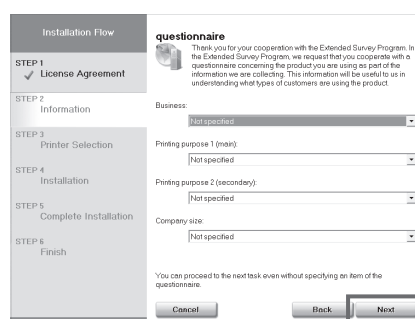 Installation Flow
STEP 1
License Agreement
STEP 2
Information
STEP 3
Printer Selection
STEP 4
Installation
STEP 5
Complete Installation
STEP 6
Finish
questionnaire
Thank you for your cooperation with the Extended Survey Program. In
the Extended Survey Program, we request that you cooperate with a
questionnaire concerning the product you are using as part of the
information we are collecting. This information will be useful to us in
understanding what types of customers are using the product.
Business:
Not specified
Printing purpose 1 (main):
Not specified
Printing purpose 2 (secondary):
Not specified
Company size:
Not specified
You can proceed to the next task even without specifying an item of the
questionnaire.
Cancel
Back
Next